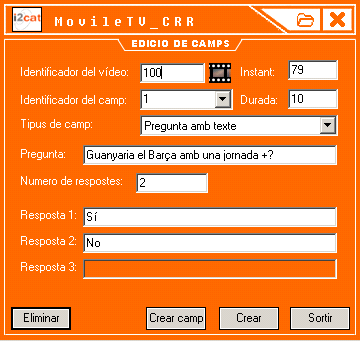 i2cat MovileTV_CRR
EDICIO DE CAMPS
Identificador del vídeo: 100 Instant: 79
Identificador del camp: 1 Durada: 10
Tipus de camp: Pregunta amb texte
Pregunta: Guanyaria el Barça amb una jornada +?
Numero de respostes: 2
Resposta 1: Sí
Resposta 2: No
Resposta 3:
Eliminar Crear camp Crear Sortir